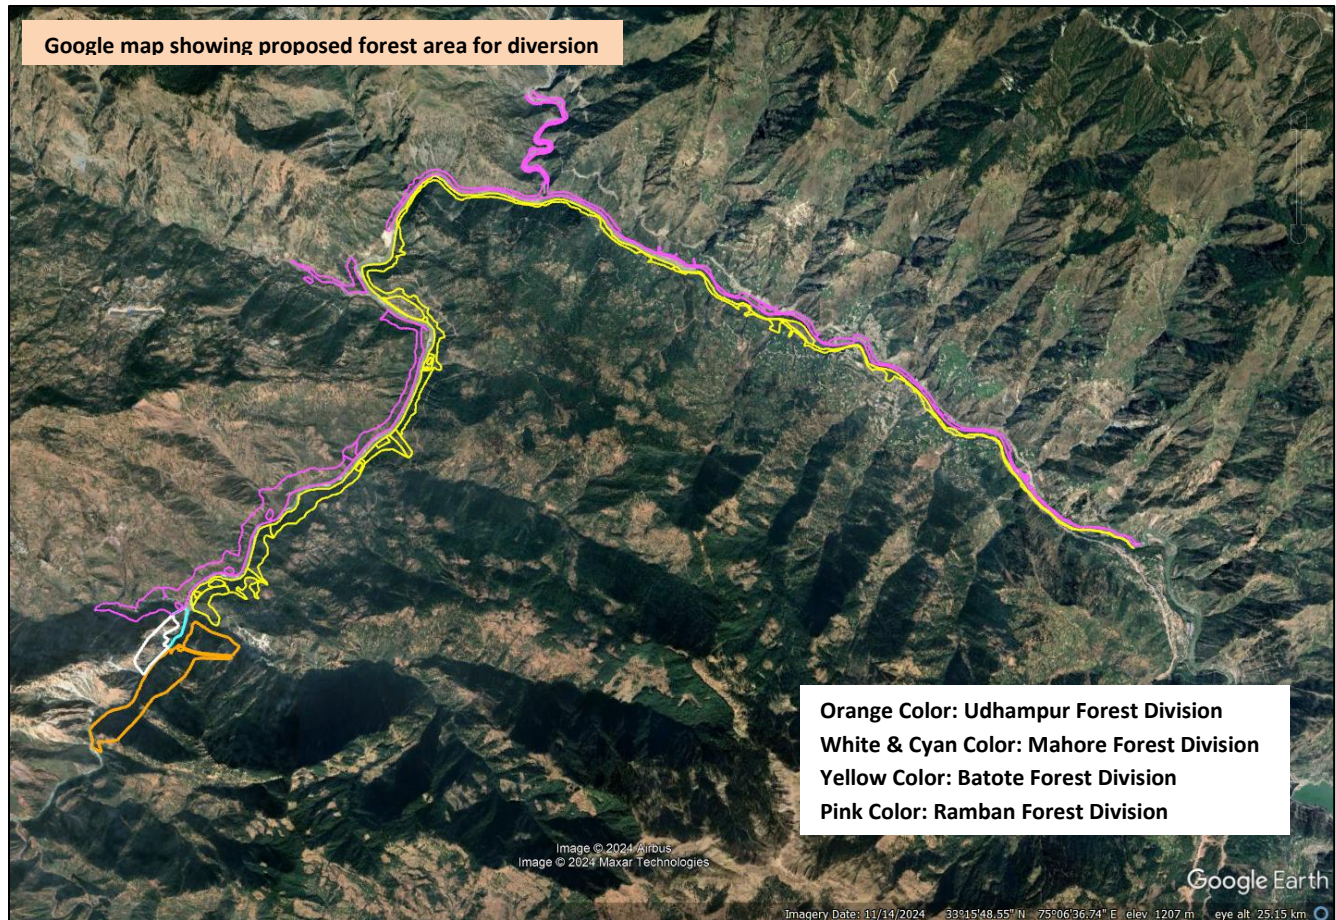 Google map showing proposed forest area for diversion
Orange Color: Udhampur Forest Division
White & Cyan Color: Mahore Forest Division
Yellow Color: Batote Forest Division
Pink Color: Ramban Forest Division
Image © 2024 Airbus
Image © 2024 Maxar Technologies
Google Earth
Imagery Date: 11/14/2024 33°15'48.55" N 75°06'36.74" E elev 1207 m eye alt 25.15 km